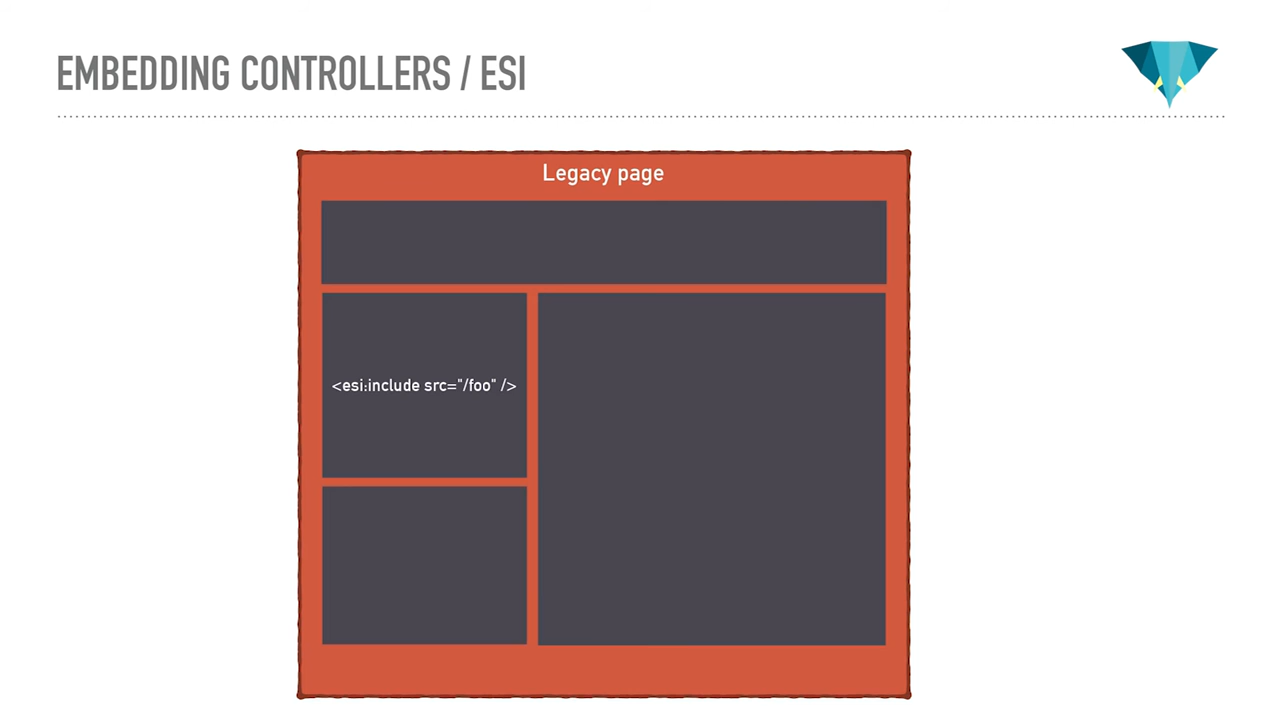 EMBEDDING CONTROLLERS / ESI
Legacy page
<esi:include src="/foo" />